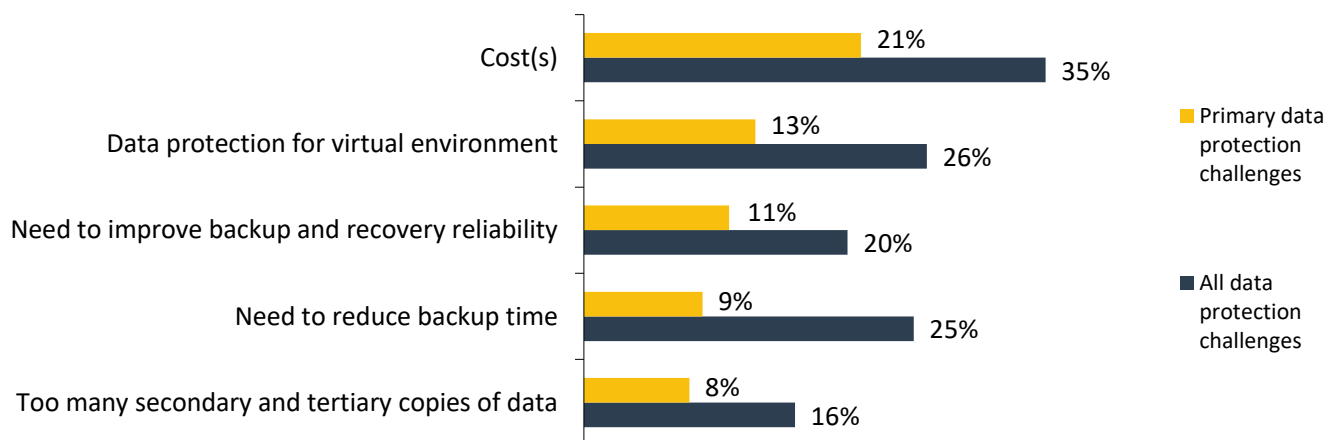 Cost(s)
21%
35%
Data protection for virtual environment
13%
26%
Need to improve backup and recovery reliability
11%
20%
Need to reduce backup time
9%
25%
Too many secondary and tertiary copies of data
8%
16%
Primary data
protection
challenges
All data
protection
challenges